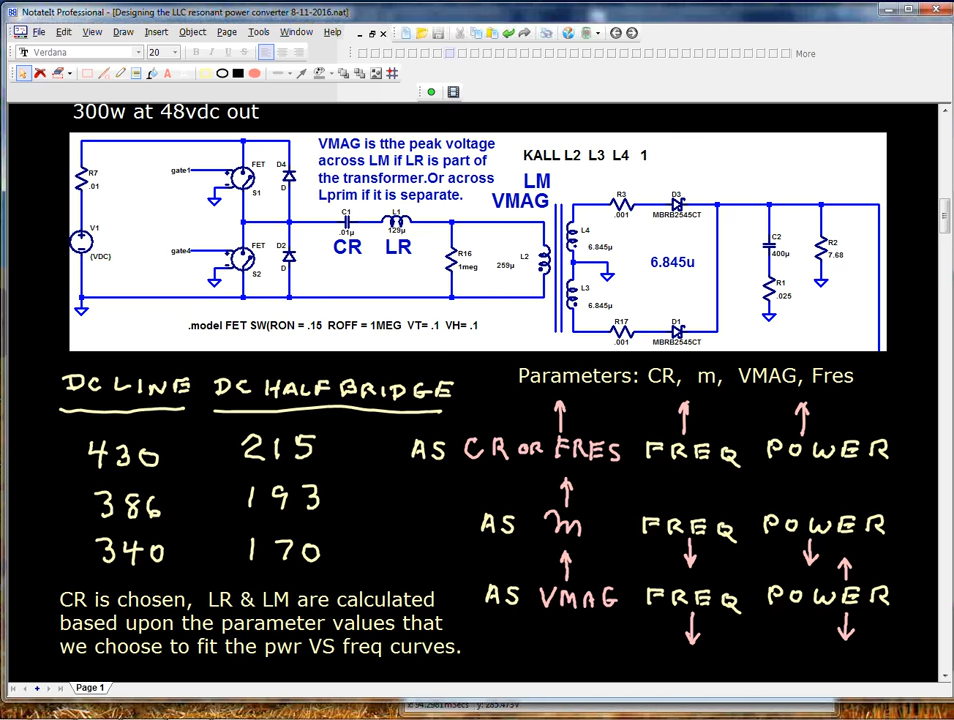 NotateIt Professional - [Designing the LLC resonant power converter 8-11-2016.nat]
File Edit View Draw Insert Object Page Tools Window Help
Verdana 20 B I U S
More
300w at 48vdc out
VMAG is tthe peak voltage
across LM if LR is part of
the transformer.Or across
Lprim if it is separate.
KALL L2 L3 L4 1
LM
VMAG
R7
.01
gate1
FET
S1
D4
D
V1
{VDC}
gate4
FET
S2
D2
D
C1
.01µ
CR
L1
129µ
LR
R16
1meg
L2
259µ
L4
6.845µ
L3
6.845µ
6.845u
R3
.001
D3
MBRB2545CT
R17
.001
D1
MBRB2545CT
C2
400µ
R1
.025
R2
7.68
.model FET SW(RON = .15 ROFF = 1MEG VT= .1 VH= .1
Parameters: CR, m, VMAG, Fres
DC LINE DC HALF BRIDGE
430 215
386 193
340 170
AS CR OR FRES FREQ POWER
AS m FREQ POWER
AS VMAG FREQ POWER
CR is chosen, LR & LM are calculated
based upon the parameter values that
we choose to fit the pwr VS freq curves.
Page 1
x: 94.2981mSecs y: 285.473V